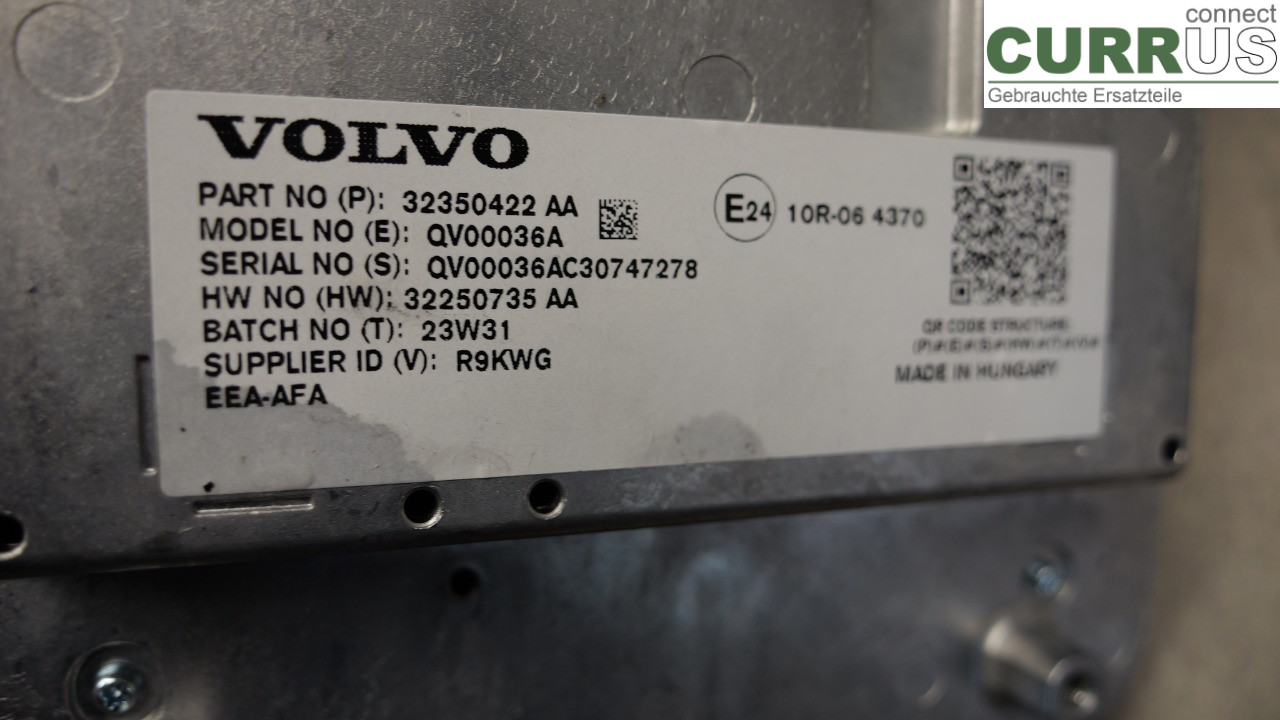 connect
CURRUS
Gebrauchte Ersatzteile
VOLVO
PART NO (P): 32350422 AA
MODEL NO (E): QV00036A
SERIAL NO (S): QV00036AC30747278
HW NO (HW): 32250735 AA
BATCH NO (T): 23W31
SUPPLIER ID (V): R9KWG
EEA-AFA
E24 10R-06 4370
QR CODE STRUCTURE:
MADE IN HUNGARY